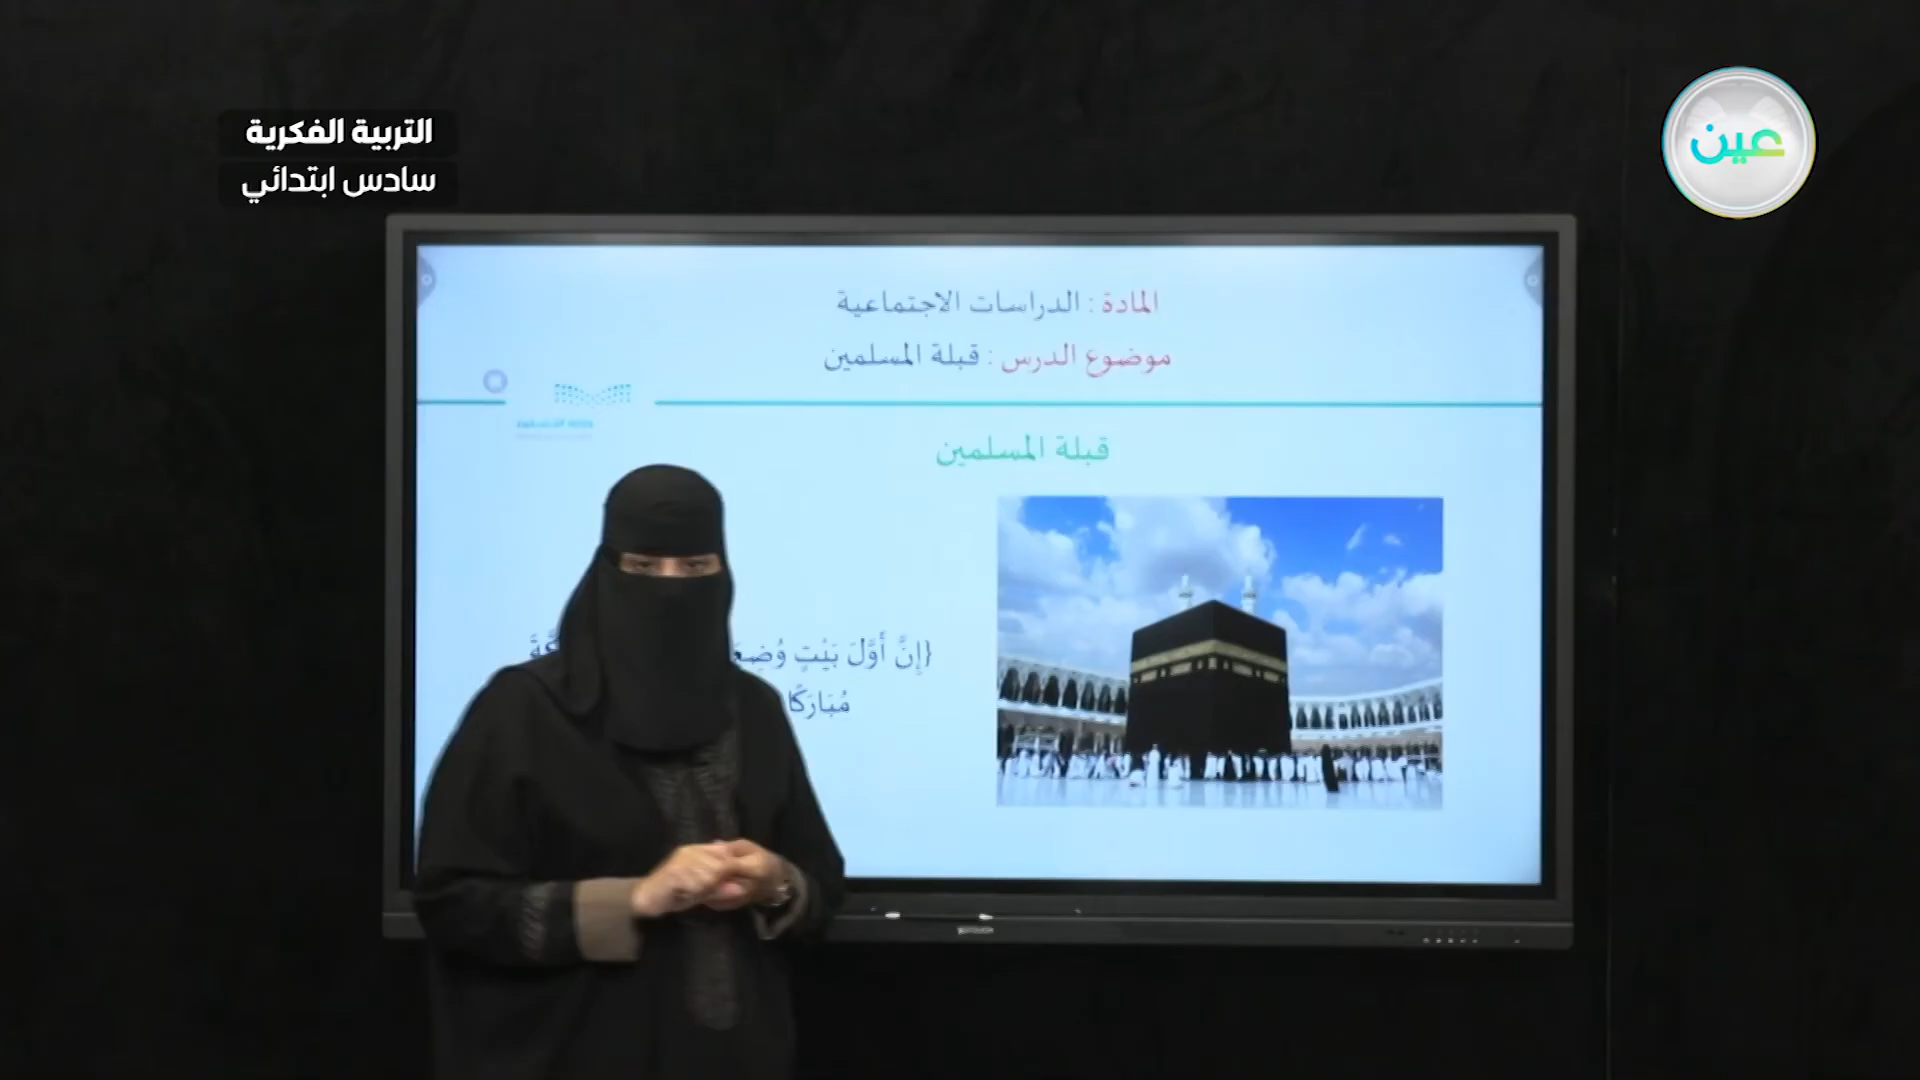 التربية الفكرية
سادس ابتدائي
عين
المادة : الدراسات الاجتماعية
موضوع الدرس : قبلة المسلمين
قبلة المسلمين
{إِنَّ أَوَّلَ بَيْتٍ
مُبَارَكًا